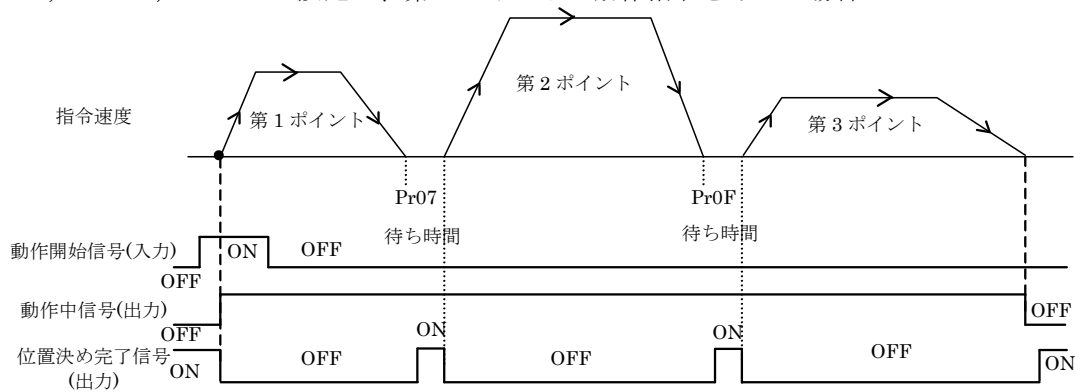 第 2 ポイント
第 1 ポイント
第 3 ポイント
指令速度
Pr07
Pr0F
待ち時間
待ち時間
動作開始信号(入力)
ON
OFF
OFF
動作中信号(出力)
OFF
OFF
ON
ON
位置決め完了信号
(出力)
ON
OFF
OFF
OFF
ON